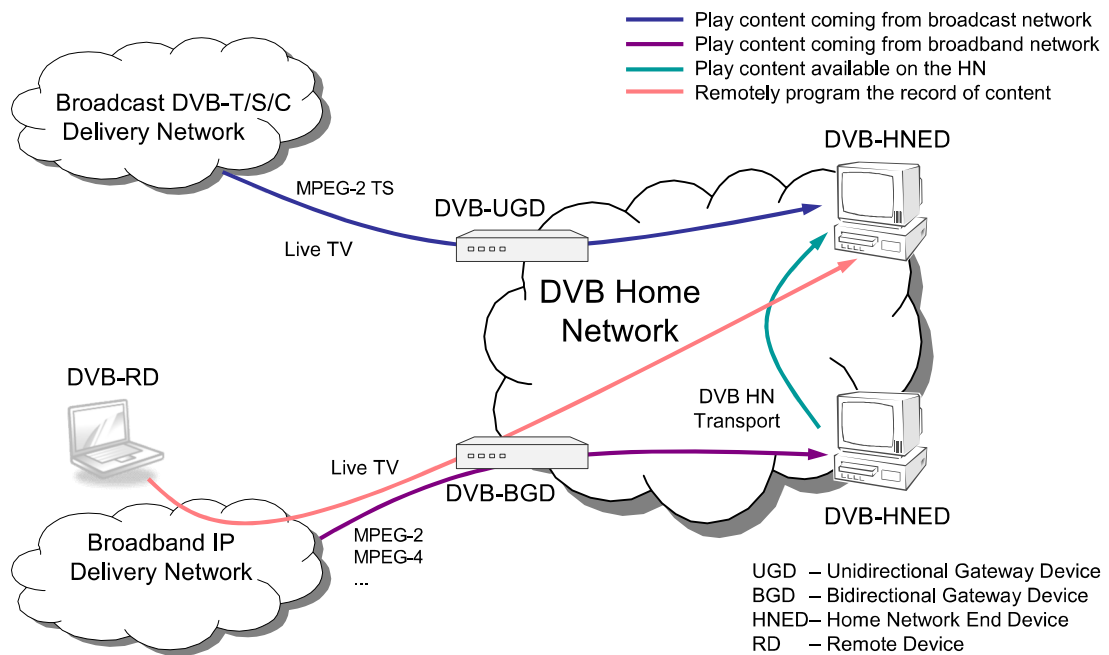 Play content coming from broadcast network
Play content coming from broadband network
Play content available on the HN
Remotely program the record of content
Broadcast DVB-T/S/C
Delivery Network
DVB-HNED
MPEG-2 TS
DVB-UGD
Live TV
DVB Home
Network
DVB-RD
DVB HN
Transport
Live TV
DVB-BGD
DVB-HNED
Broadband IP
Delivery Network
MPEG-2
MPEG-4
...
UGD – Unidirectional Gateway Device
BGD – Bidirectional Gateway Device
HNED– Home Network End Device
RD – Remote Device